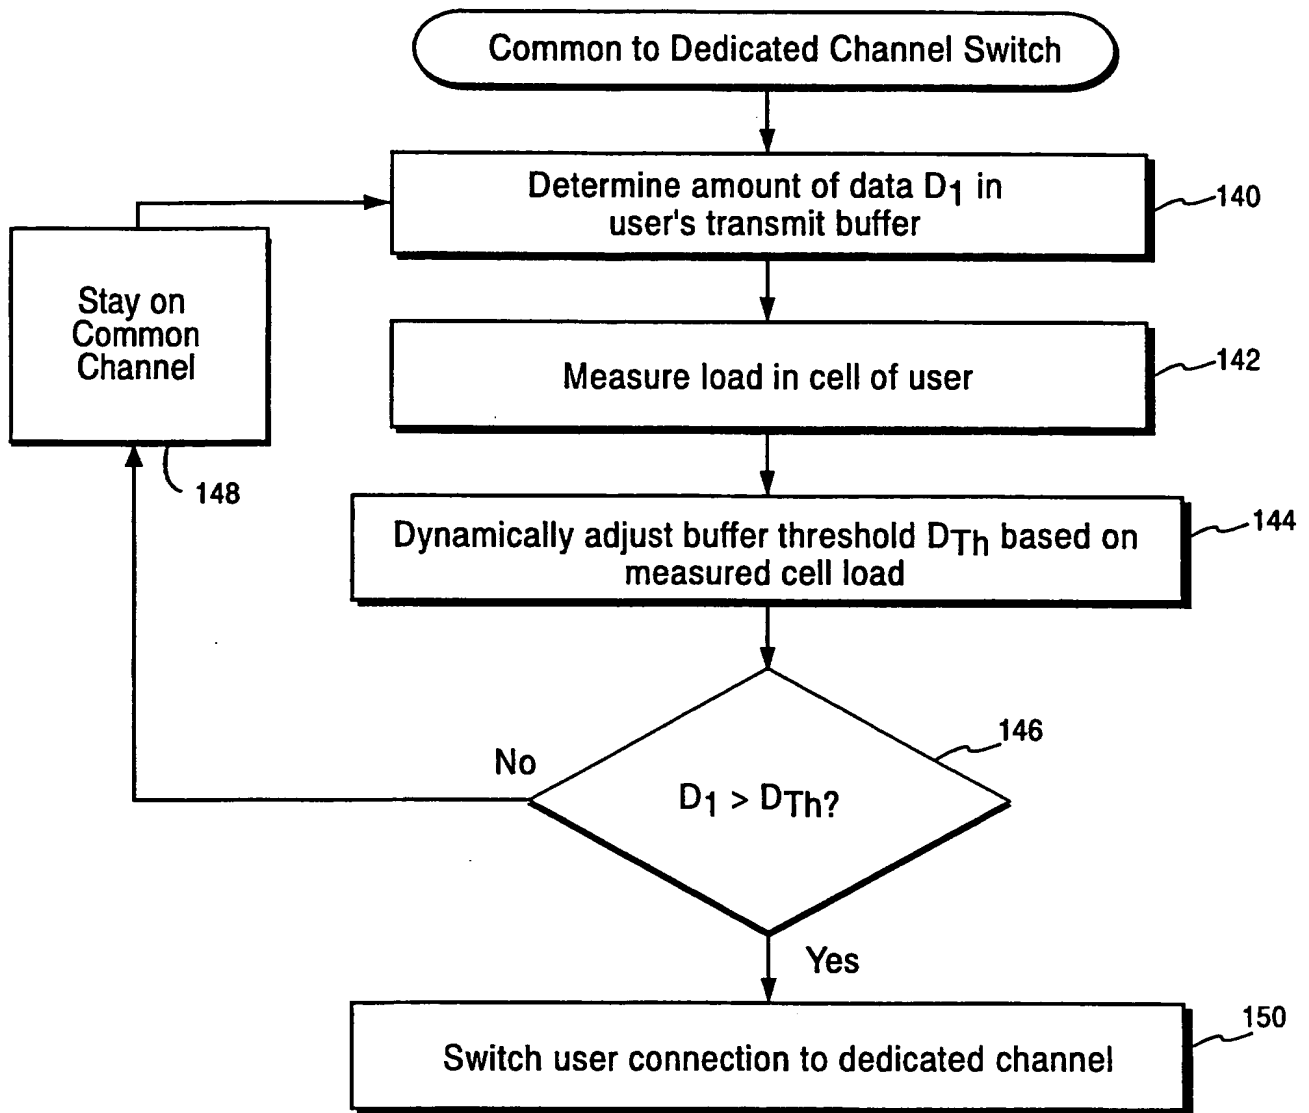 Common to Dedicated Channel Switch
Determine amount of data D1 in
user's transmit buffer
140
Stay on
Common
Channel
148
Measure load in cell of user
142
Dynamically adjust buffer threshold DTh based on
measured cell load
144
No
D1 > DTh?
146
Yes
Switch user connection to dedicated channel
150